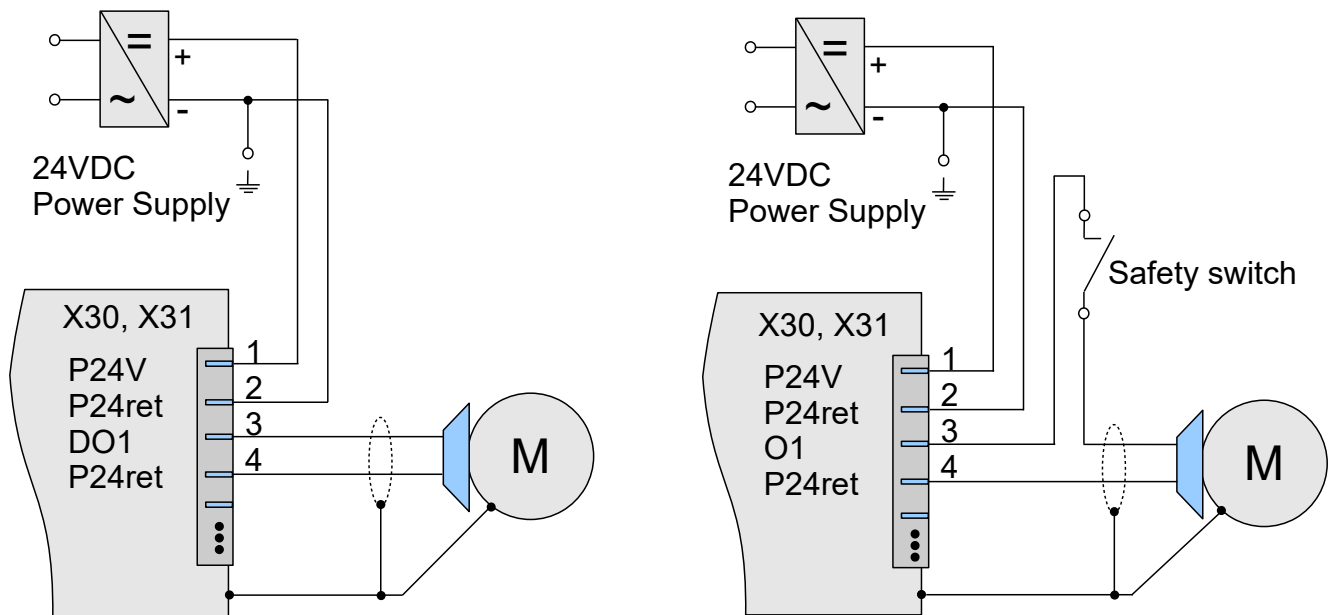 =
+
~
-
24VDC
Power Supply
X30, X31
P24V
P24ret
DO1
P24ret
1
2
3
4
M
=
+
~
-
24VDC
Power Supply
Safety switch
X30, X31
P24V
P24ret
O1
P24ret
1
2
3
4
M